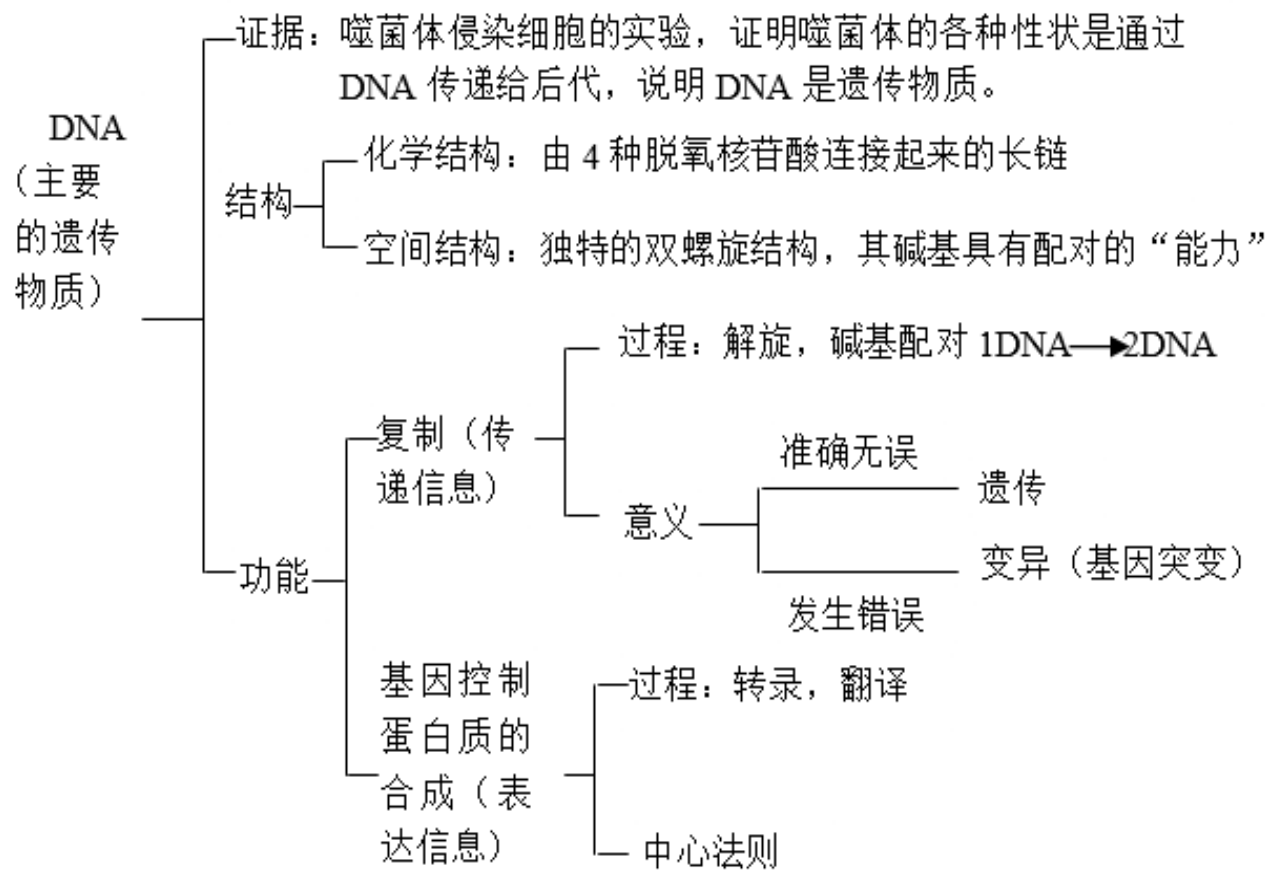 证据：噬菌体侵染细胞的实验，证明噬菌体的各种性状是通过
DNA 传递给后代，说明 DNA 是遗传物质。
DNA
（主要
的遗传
物质）
结构
化学结构：由 4 种脱氧核苷酸连接起来的长链
空间结构：独特的双螺旋结构，其碱基具有配对的“能力”
功能
复制（传
递信息）
过程：解旋，碱基配对 1DNA→2DNA
意义
准确无误
遗传
变异（基因突变）
发生错误
基因控制
蛋白质的
合成（表
达信息）
过程：转录，翻译
中心法则